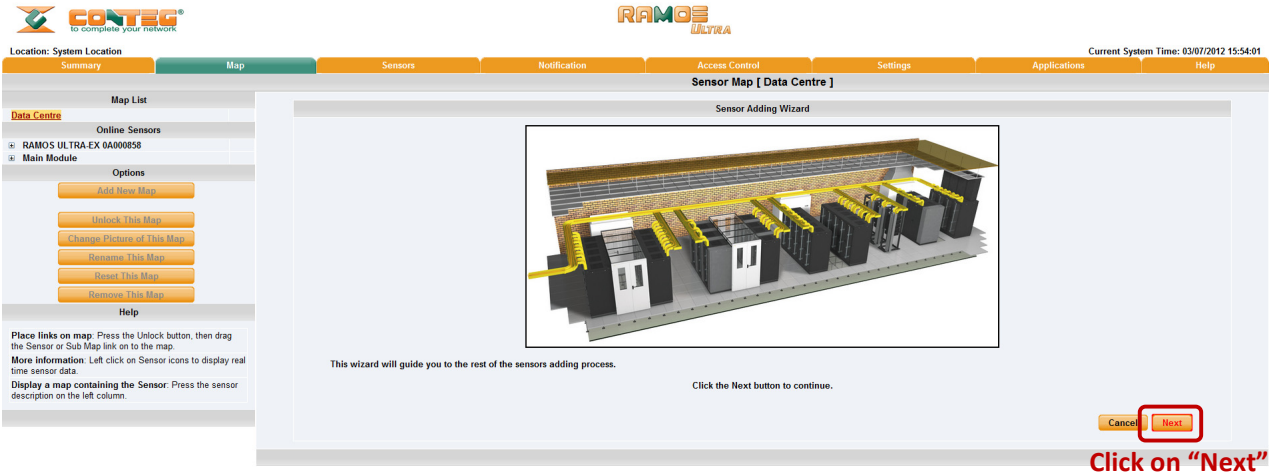 CONTEG®
to complete your network
RAMOS
ULTRA
Location: System Location
Current System Time: 03/07/2012 15:54:01
Summary Map Sensors Notification Access Control Settings Applications Help
Sensor Map [ Data Centre ]
Map List
Data Centre
Online Sensors
RAMOS ULTRA-EX 0A000858
Main Module
Options
Add New Map
Unlock This Map
Change Picture of This Map
Rename This Map
Reset This Map
Remove This Map
Help
Place links on map: Press the Unlock button, then drag
the Sensor or Sub Map link on to the map.
More information: Left click on Sensor icons to display real
time sensor data.
Display a map containing the Sensor: Press the sensor
description on the left column.
Sensor Adding Wizard
This wizard will guide you to the rest of the sensors adding process.
Click the Next button to continue.
Cancel Next
Click on “Next”